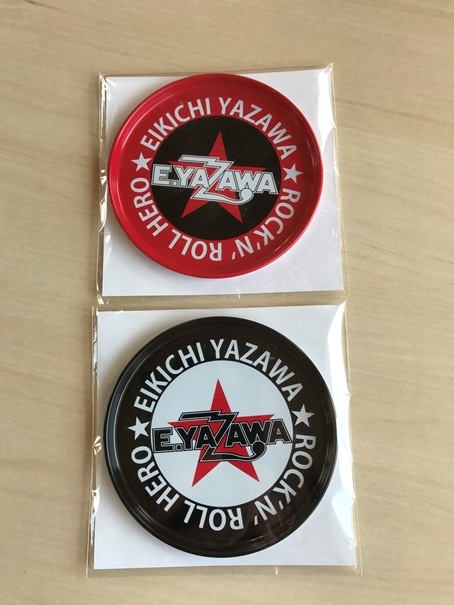 EIKICHI YAZAWA
E.YAZAWA
★ ROCK'N' ROLL HERO ★
EIKICHI YAZAWA
E.YAZAWA
★ ROCK'N' ROLL HERO ★